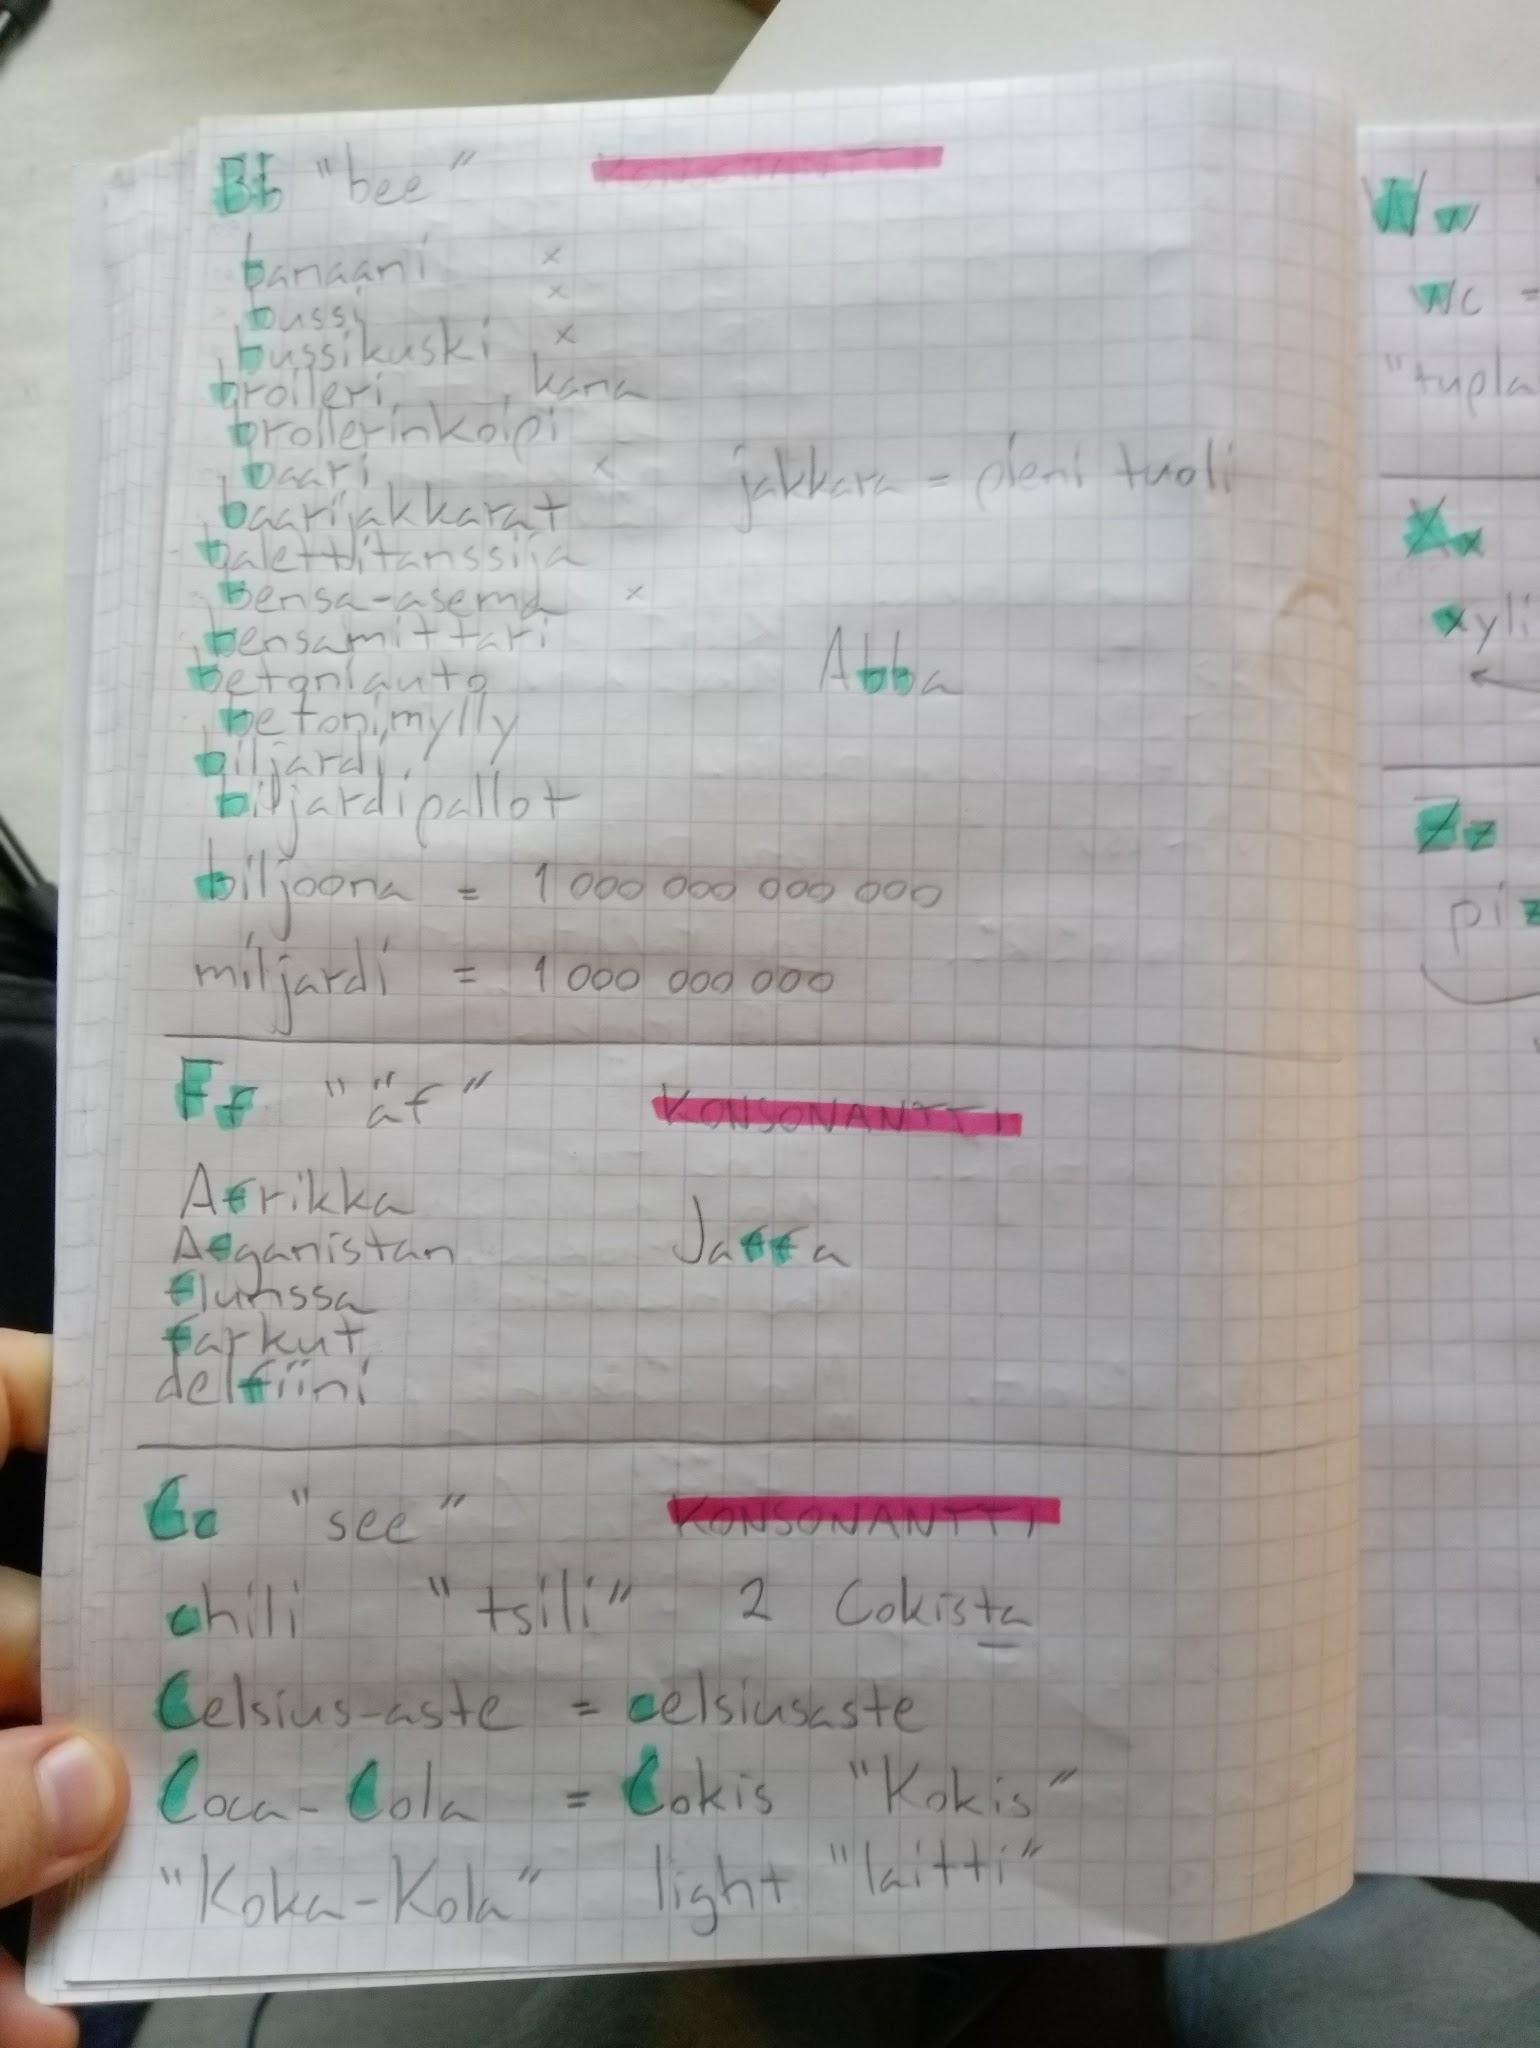 Bb "bee" KONSONANTTI
banaani x
bussi x
bussikuski x
broileri, kana
broilerinkoipi
baari x jakkara = pieni tuoli
baarijakkarat
balettitanssija
bensa-asema x
bensamittari
betoniauto Abba
betonimylly
biljardi
biljardipallot
biljoona = 1 000 000 000 000
miljardi = 1 000 000 000
Ff "äf" KONSONANTTI
Afrikka
Afganistan Jaffa
flunssa
farkut
delfiini
Cc "see" KONSONANTTI
chili "tsili" 2 Cokista
Celsius-aste = celsiusaste
Coca-Cola = Cokis "Kokis"
"Koka-Kola" light "laitti"
Ww
wc =
"tupla
Xx
xyli
Zz
piz